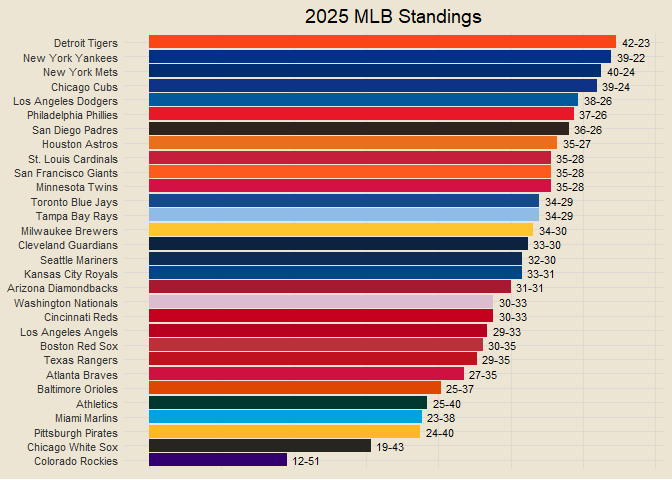 2025 MLB Standings
Detroit Tigers 42-23
New York Yankees 39-22
New York Mets 40-24
Chicago Cubs 39-24
Los Angeles Dodgers 38-26
Philadelphia Phillies 37-26
San Diego Padres 36-26
Houston Astros 35-27
St. Louis Cardinals 35-28
San Francisco Giants 35-28
Minnesota Twins 35-28
Toronto Blue Jays 34-29
Tampa Bay Rays 34-29
Milwaukee Brewers 34-30
Cleveland Guardians 33-30
Seattle Mariners 32-30
Kansas City Royals 33-31
Arizona Diamondbacks 31-31
Washington Nationals 30-33
Cincinnati Reds 30-33
Los Angeles Angels 29-33
Boston Red Sox 30-35
Texas Rangers 29-35
Atlanta Braves 27-35
Baltimore Orioles 25-37
Athletics 25-40
Miami Marlins 23-38
Pittsburgh Pirates 24-40
Chicago White Sox 19-43
Colorado Rockies 12-51